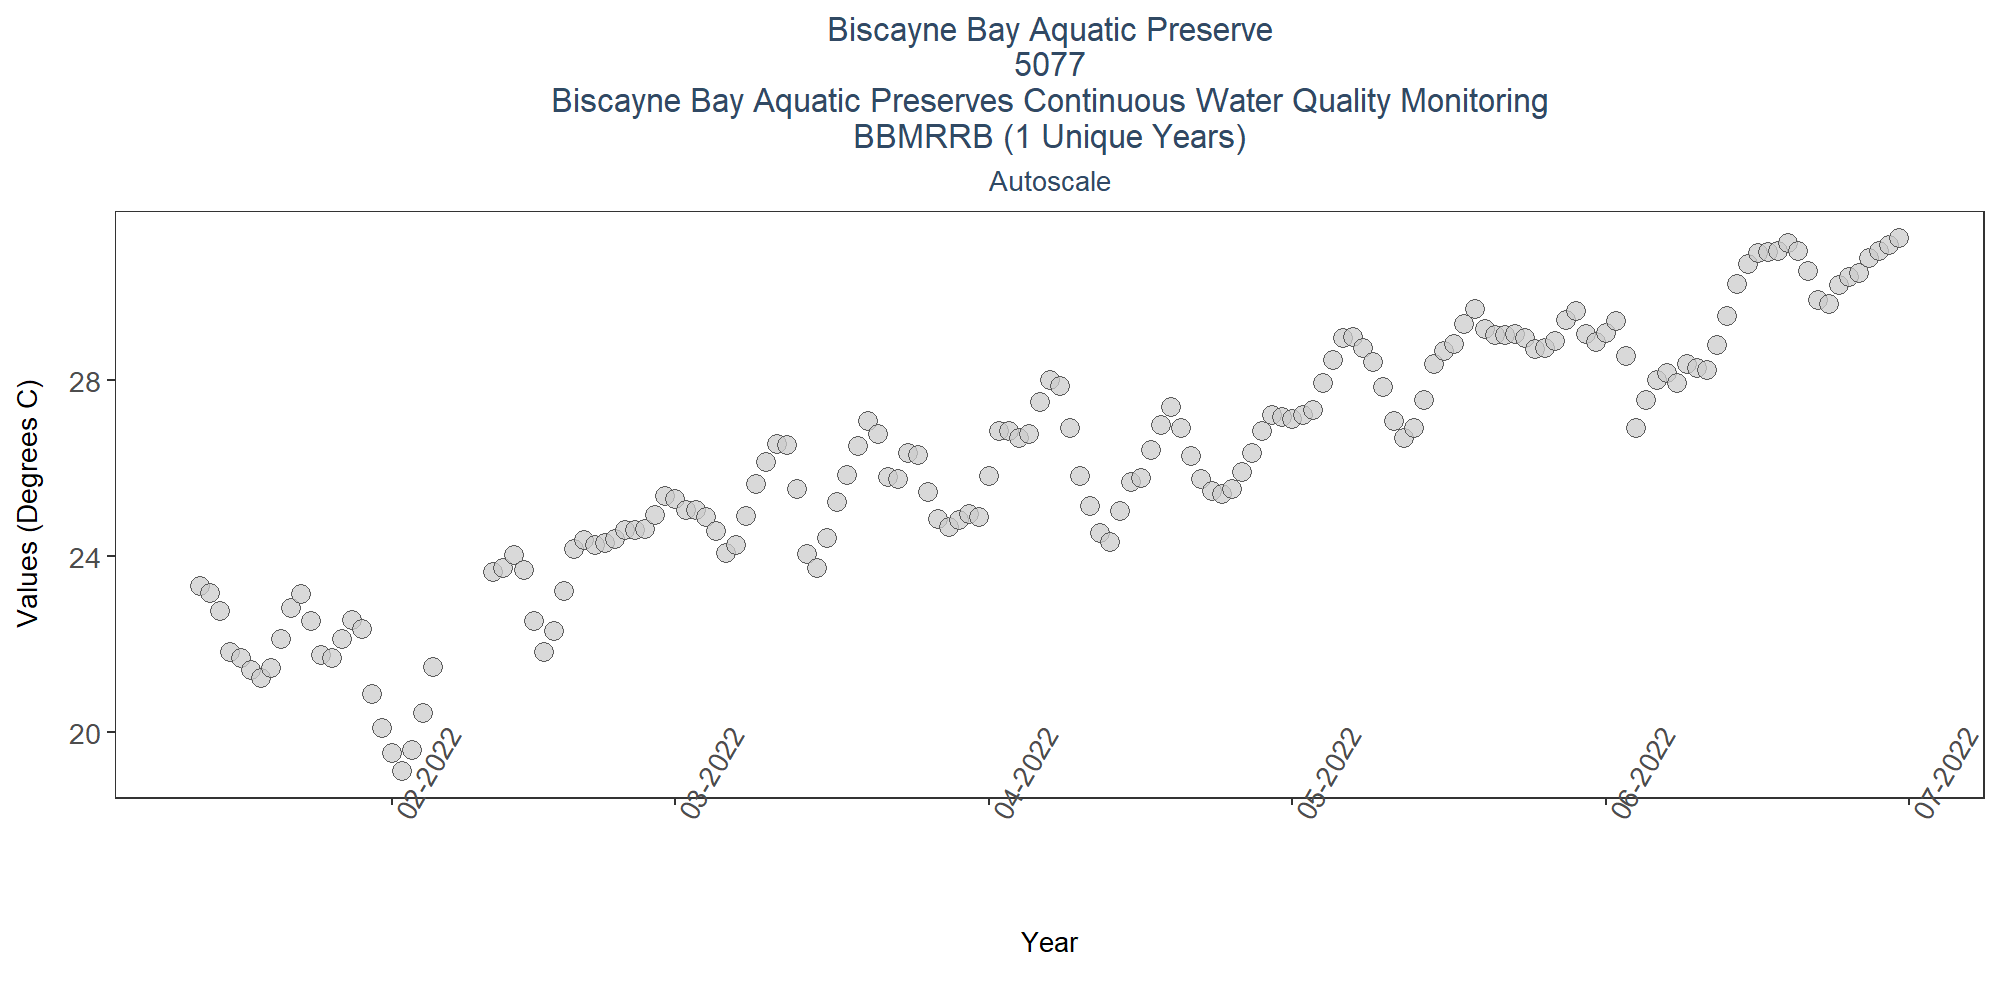 Biscayne Bay Aquatic Preserve
5077
Biscayne Bay Aquatic Preserves Continuous Water Quality Monitoring
BBMRRB (1 Unique Years)
Autoscale
Values (Degrees C)
28
24
20
02-2022
03-2022
04-2022
05-2022
06-2022
07-2022
Year